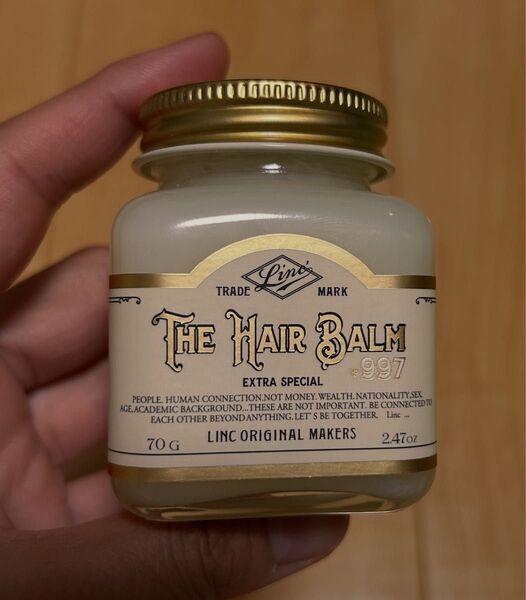 Linc
TRADE MARK
THE HAIR BALM
997
EXTRA SPECIAL
PEOPLE. HUMAN CONNECTION.NOT MONEY.WEALTH.NATIONALITY.SEX.
AGE.ACADEMIC BACKGROUND...THESE ARE NOT IMPORTANT. BE CONNECTED TO
EACH OTHER BEYOND ANYTHING. LET'S BE TOGETHER. Linc ...
70 G LINC ORIGINAL MAKERS 2.47oz